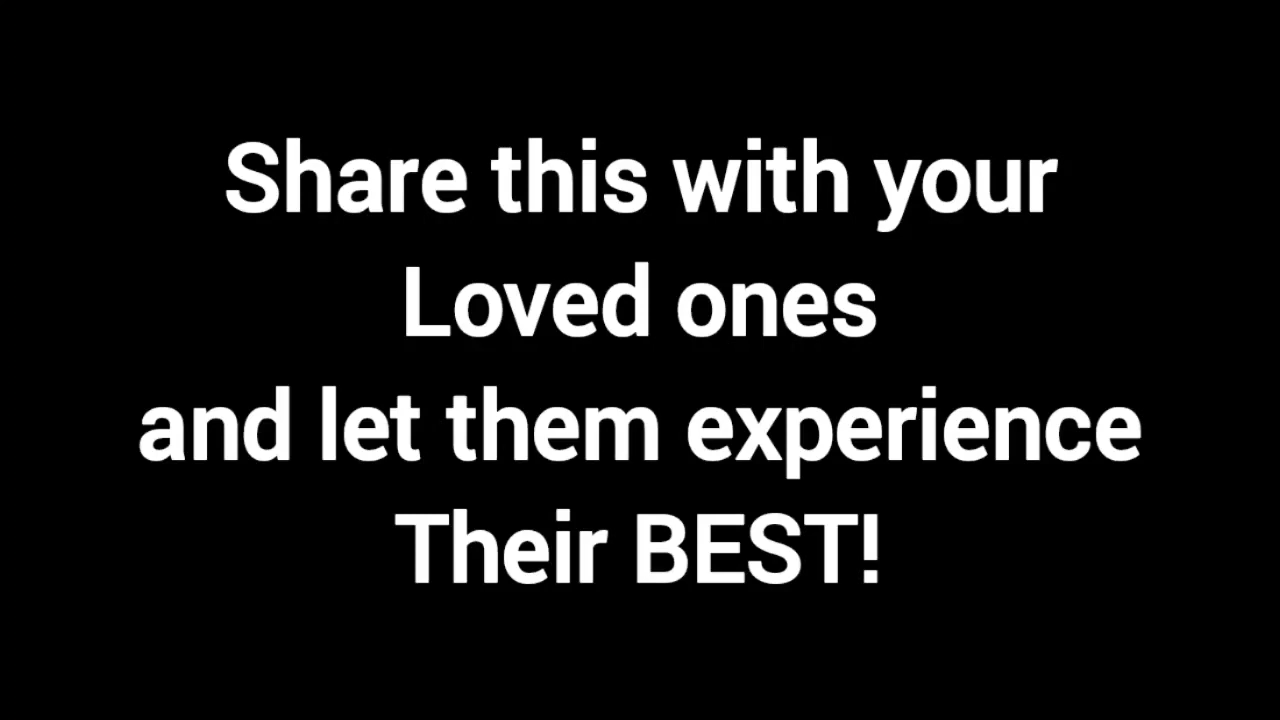 Share this with your
Loved ones
and let them experience
Their BEST!